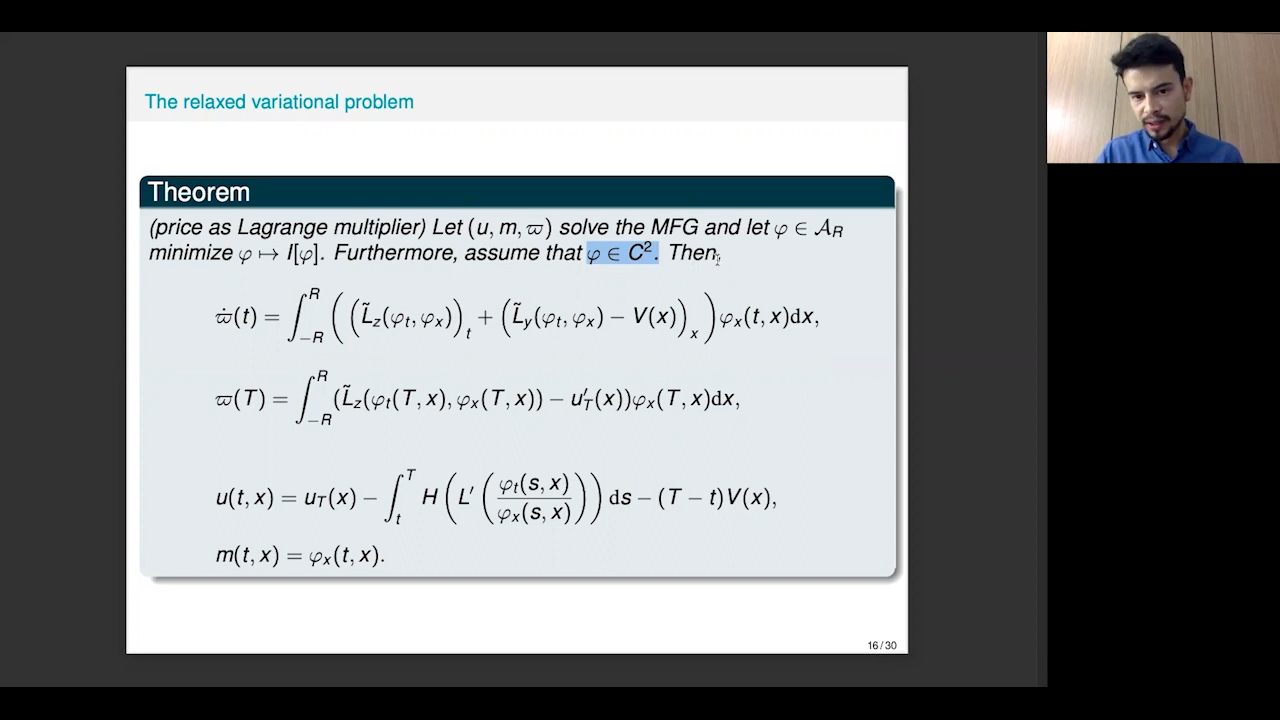 The relaxed variational problem
Theorem
(price as Lagrange multiplier) Let (u, m, ϖ) solve the MFG and let φ ∈ 𝒜_R
minimize φ ↦ I[φ]. Furthermore, assume that φ ∈ C². Then,
ϖ̇(t) = ∫_{−R}^{R} ( (L̃_z(φ_t, φ_x))_t + (L̃_y(φ_t, φ_x) − V(x))_x ) φ_x(t, x)dx,
ϖ(T) = ∫_{−R}^{R} (L̃_z(φ_t(T, x), φ_x(T, x)) − u′_T(x))φ_x(T, x)dx,
u(t, x) = u_T(x) − ∫_t^T H ( L′ ( φ_t(s, x) / φ_x(s, x) ) ) ds − (T − t)V(x),
m(t, x) = φ_x(t, x).
16 / 30